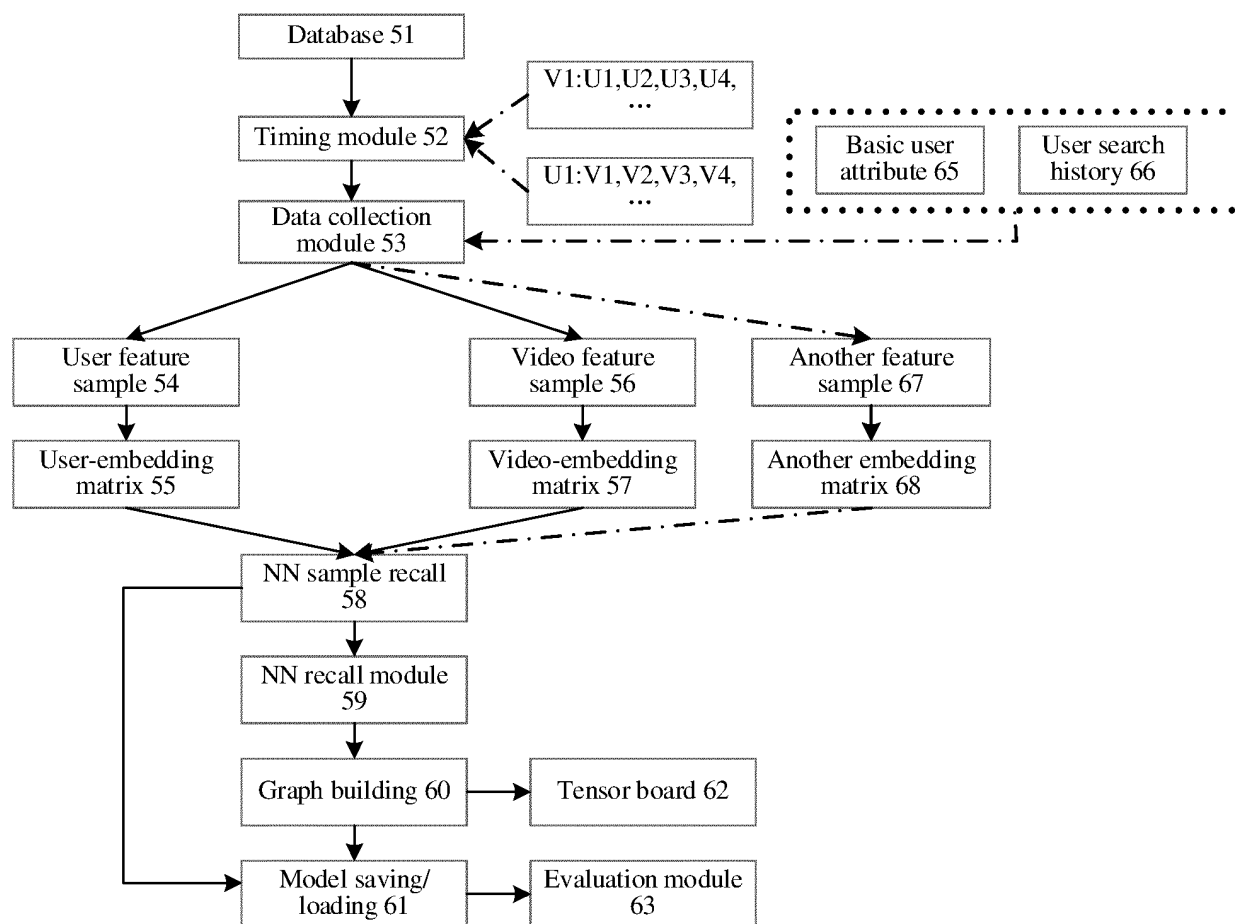 Database 51
V1:U1,U2,U3,U4,
...
Timing module 52
Basic user
attribute 65
User search
history 66
U1:V1,V2,V3,V4,
...
Data collection
module 53
User feature
sample 54
Video feature
sample 56
Another feature
sample 67
User-embedding
matrix 55
Video-embedding
matrix 57
Another embedding
matrix 68
NN sample recall
58
NN recall module
59
Graph building 60
Tensor board 62
Model saving/
loading 61
Evaluation module
63